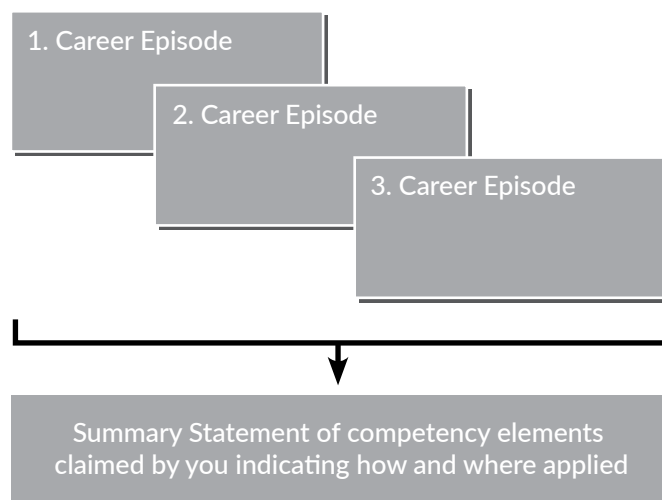 1. Career Episode
2. Career Episode
3. Career Episode
Summary Statement of competency elements
claimed by you indicating how and where applied